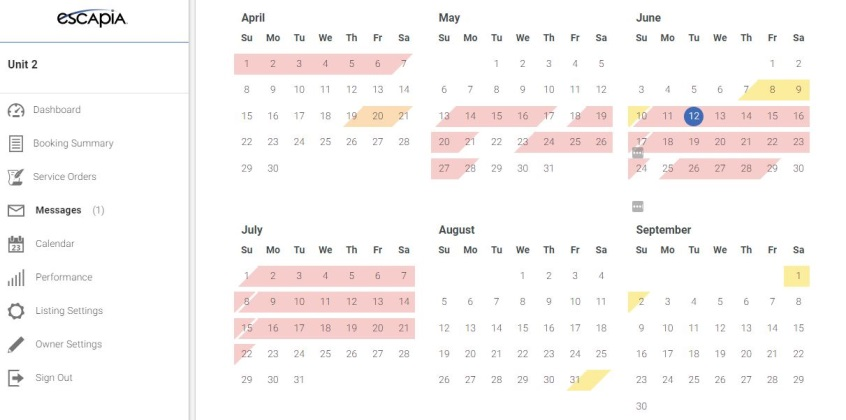 escapia.
Unit 2
Dashboard
Booking Summary
Service Orders
Messages (1)
23 Calendar
Performance
Listing Settings
Owner Settings
Sign Out
April
Su Mo Tu We Th Fr Sa
1 2 3 4 5 6 7
8 9 10 11 12 13 14
15 16 17 18 19 20 21
22 23 24 25 26 27 28
29 30
May
Su Mo Tu We Th Fr Sa
1 2 3 4 5
6 7 8 9 10 11 12
13 14 15 16 17 18 19
20 21 22 23 24 25 26
27 28 29 30 31
June
Su Mo Tu We Th Fr Sa
1 2
3 4 5 6 7 8 9
10 11 12 13 14 15 16
17 18 19 20 21 22 23
24 25 26 27 28 29 30
July
Su Mo Tu We Th Fr Sa
1 2 3 4 5 6 7
8 9 10 11 12 13 14
15 16 17 18 19 20 21
22 23 24 25 26 27 28
29 30 31
August
Su Mo Tu We Th Fr Sa
1 2 3 4
5 6 7 8 9 10 11
12 13 14 15 16 17 18
19 20 21 22 23 24 25
26 27 28 29 30 31
September
Su Mo Tu We Th Fr Sa
1
2 3 4 5 6 7 8
9 10 11 12 13 14 15
16 17 18 19 20 21 22
23 24 25 26 27 28 29
30